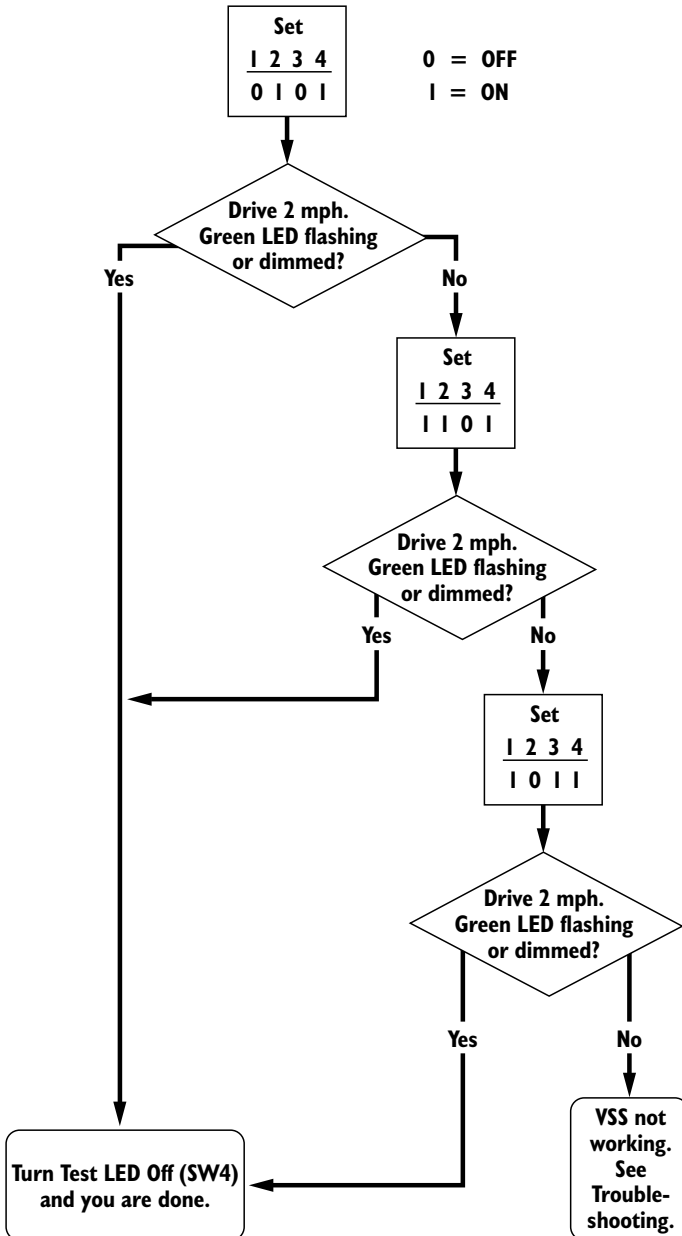 Set
1 2 3 4
0 1 0 1
0 = OFF
1 = ON
Drive 2 mph.
Green LED flashing
or dimmed?
Yes
No
Set
1 2 3 4
1 1 0 1
Drive 2 mph.
Green LED flashing
or dimmed?
Yes
No
Set
1 2 3 4
1 0 1 1
Drive 2 mph.
Green LED flashing
or dimmed?
Yes
No
Turn Test LED Off (SW4)
and you are done.
VSS not
working.
See
Trouble-
shooting.